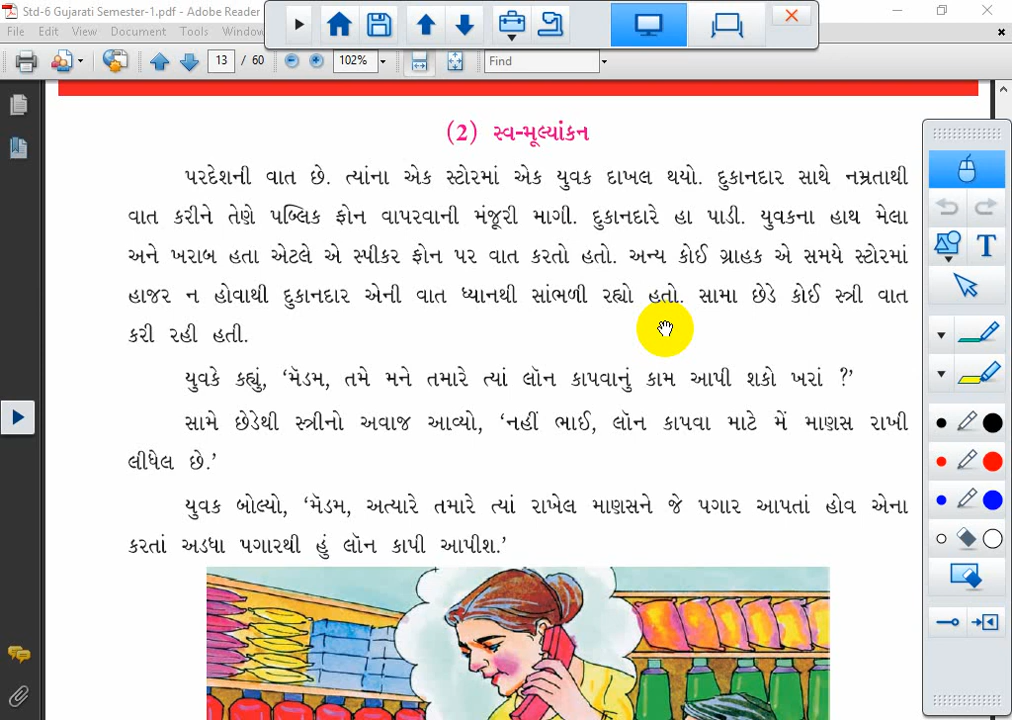 Std-6 Gujarati Semester-1.pdf - Adobe Reader
File Edit View Document Tools Window
13 / 60 102% Find
(2) સ્વ-મૂલ્યાંકન
પરદેશની વાત છે. ત્યાંના એક સ્ટોરમાં એક યુવક દાખલ થયો. દુકાનદાર સાથે નમ્રતાથી
વાત કરીને તેણે પબ્લિક ફોન વાપરવાની મંજૂરી માગી. દુકાનદારે હા પાડી. યુવકના હાથ મેલા
અને ખરાબ હતા એટલે એ સ્પીકર ફોન પર વાત કરતો હતો. અન્ય કોઈ ગ્રાહક એ સમયે સ્ટોરમાં
હાજર ન હોવાથી દુકાનદાર એની વાત ધ્યાનથી સાંભળી રહ્યો હતો. સામા છેડે કોઈ સ્ત્રી વાત
કરી રહી હતી.
યુવકે કહ્યું, ‘મૅડમ, તમે મને તમારે ત્યાં લૉન કાપવાનું કામ આપી શકો ખરાં ?’
સામે છેડેથી સ્ત્રીનો અવાજ આવ્યો, ‘નહીં ભાઈ, લૉન કાપવા માટે મેં માણસ રાખી
લીધેલ છે.’
યુવક બોલ્યો, ‘મૅડમ, અત્યારે તમારે ત્યાં રાખેલ માણસને જે પગાર આપતાં હોવ એના
કરતાં અડધા પગારથી હું લૉન કાપી આપીશ.’
T